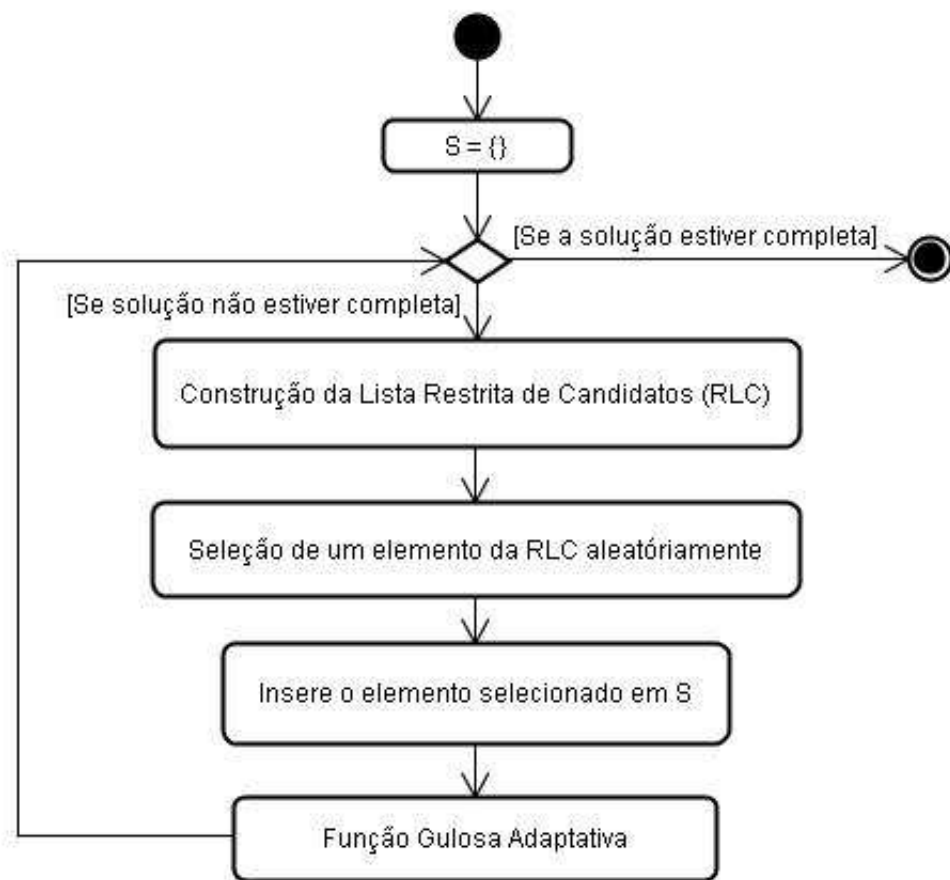 S = {}
[Se a solução estiver completa]
[Se solução não estiver completa]
Construção da Lista Restrita de Candidatos (RLC)
Seleção de um elemento da RLC aleatóriamente
Insere o elemento selecionado em S
Função Gulosa Adaptativa